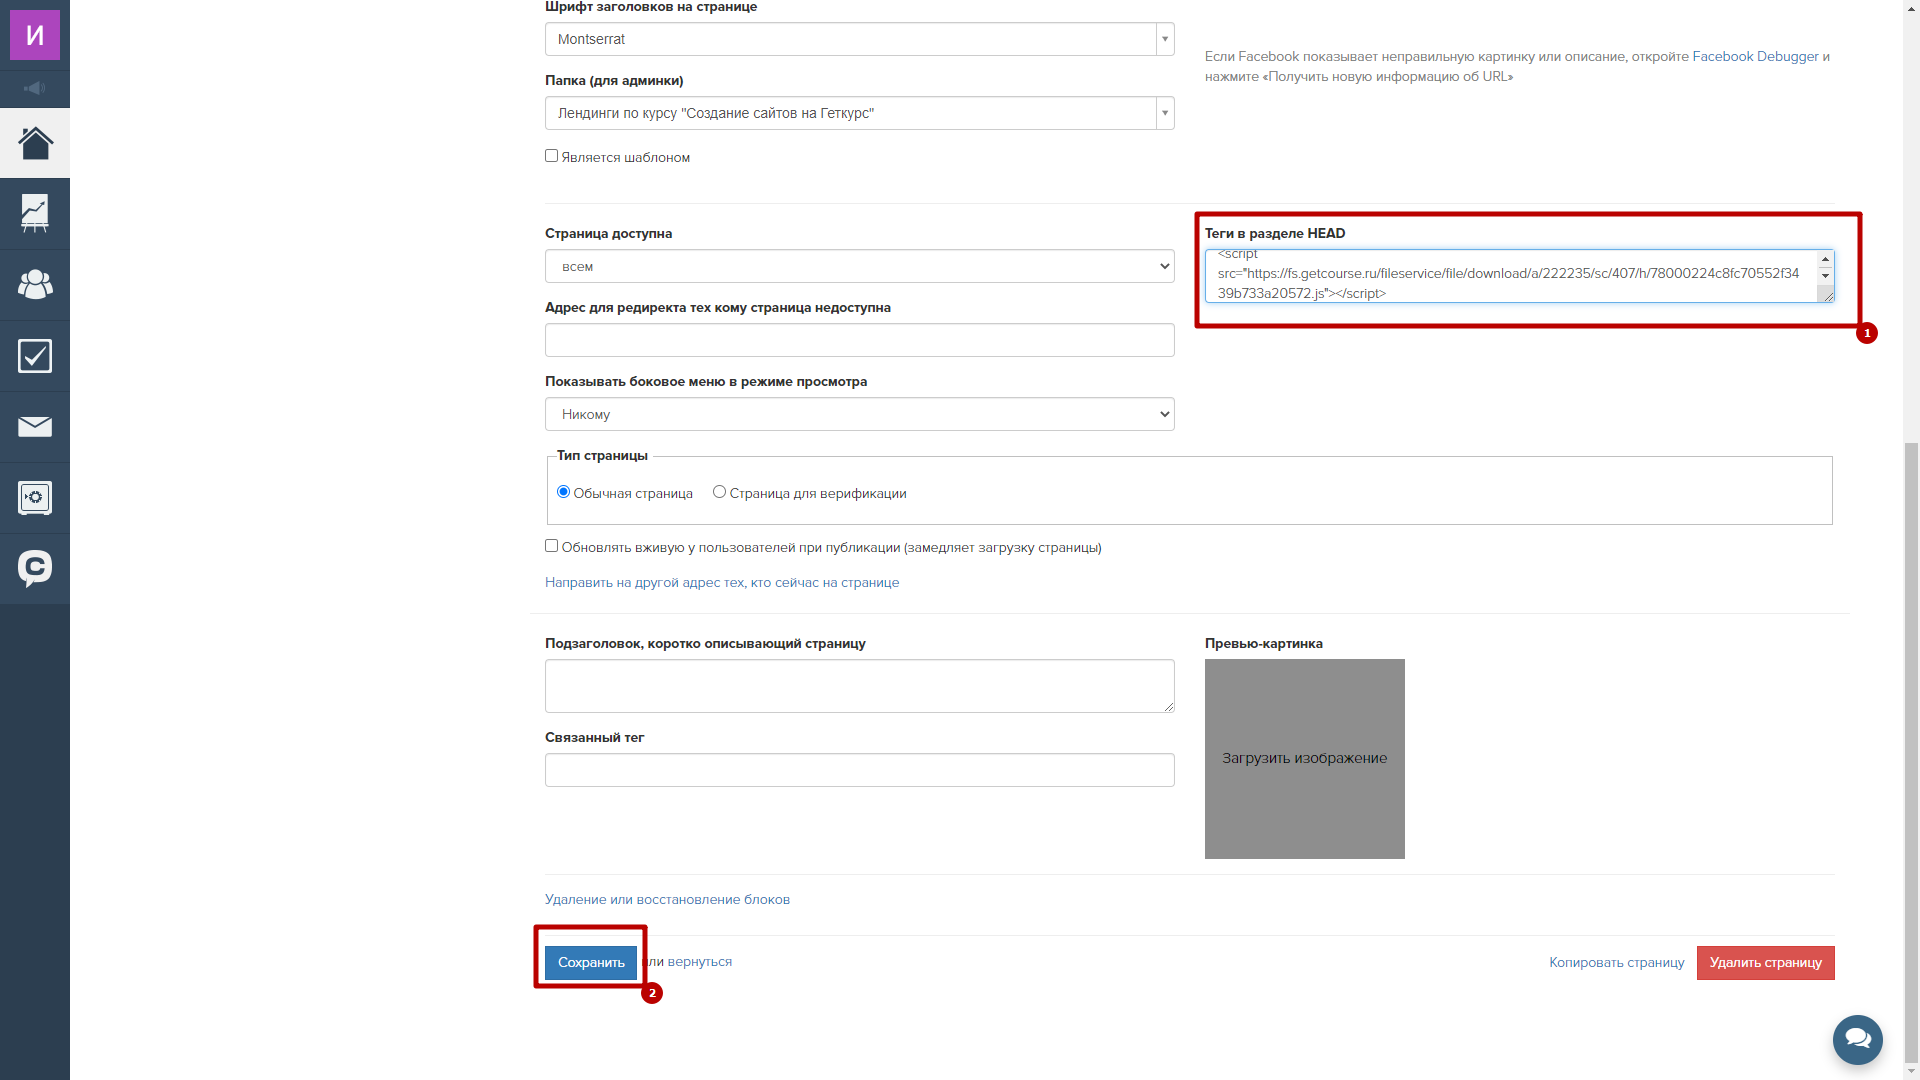 И
Шрифт заголовков на странице
Montserrat
Если Facebook показывает неправильную картинку или описание, откройте Facebook Debugger и
нажмите «Получить новую информацию об URL»
Папка (для админки)
Лендинги по курсу "Создание сайтов на Геткурс"
Является шаблоном
Страница доступна
всем
Теги в разделе HEAD
<script
src="https://fs.getcourse.ru/fileservice/file/download/a/222235/sc/407/h/78000224c8fc70552f34
39b733a20572.js"></script>
1
Адрес для редиректа тех кому страница недоступна
Показывать боковое меню в режиме просмотра
Никому
Тип страницы
Обычная страница
Страница для верификации
Обновлять вживую у пользователей при публикации (замедляет загрузку страницы)
Направить на другой адрес тех, кто сейчас на странице
Подзаголовок, коротко описывающий страницу
Превью-картинка
Загрузить изображение
Связанный тег
Удаление или восстановление блоков
Сохранить
или вернуться
2
Копировать страницу
Удалить страницу